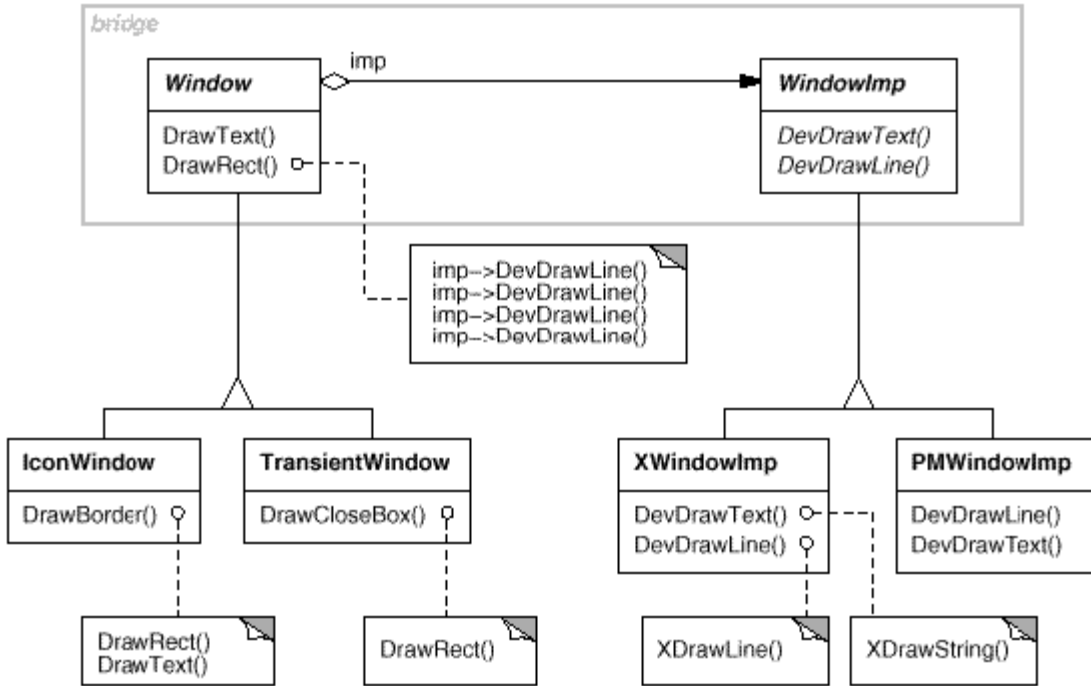 bridge
imp
Window
DrawText()
DrawRect()
WindowImp
DevDrawText()
DevDrawLine()
imp->DevDrawLine()
imp->DevDrawLine()
imp->DevDrawLine()
imp->DevDrawLine()
IconWindow
DrawBorder()
TransientWindow
DrawCloseBox()
XWindowImp
DevDrawText()
DevDrawLine()
PMWindowImp
DevDrawLine()
DevDrawText()
DrawRect()
DrawText()
DrawRect()
XDrawLine()
XDrawString()